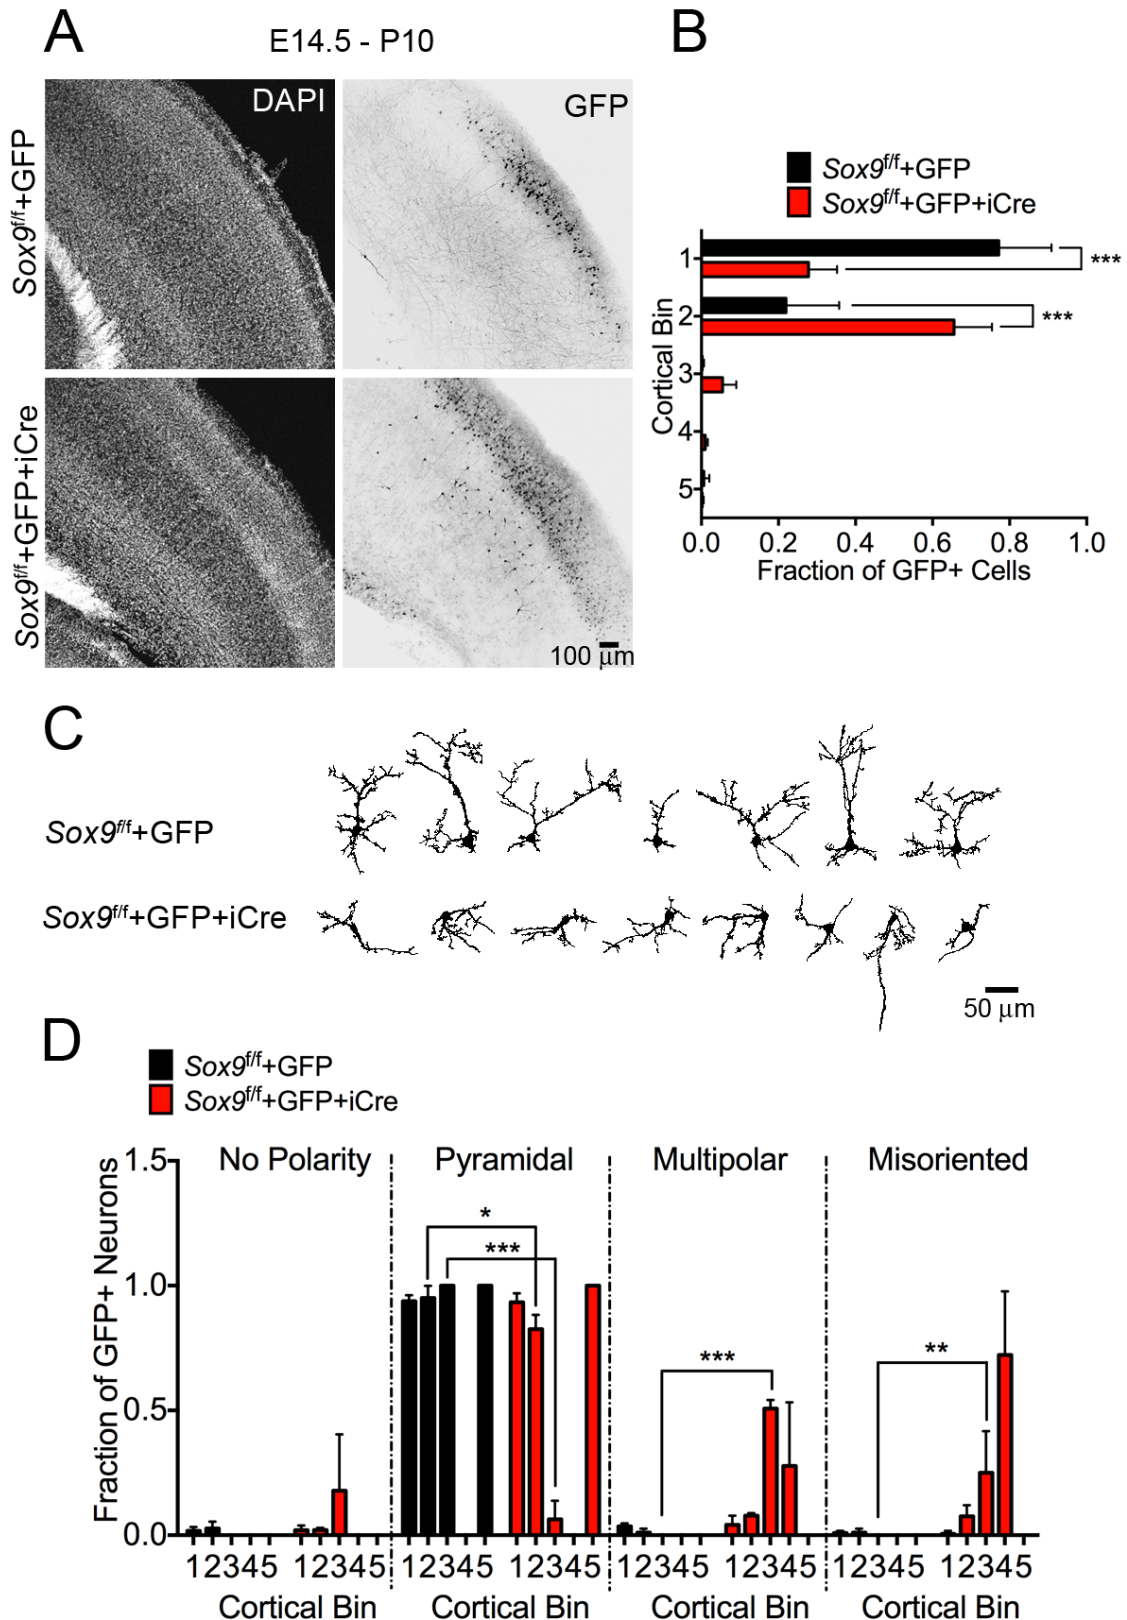 A
E14.5 - P10
DAPI
GFP
Sox9f/f+GFP
Sox9f/f+GFP+iCre
100 μm
B
Sox9f/f+GFP
Sox9f/f+GFP+iCre
Cortical Bin
1
2
3
4
5
***
***
0.0 0.2 0.4 0.6 0.8 1.0
Fraction of GFP+ Cells
C
Sox9f/f+GFP
Sox9f/f+GFP+iCre
50 μm
D
Sox9f/f+GFP
Sox9f/f+GFP+iCre
No Polarity Pyramidal Multipolar Misoriented
Fraction of GFP+ Neurons
1.5
1.0
0.5
0.0
*
***
***
**
12345 12345 12345 12345 12345 12345 12345 12345
Cortical Bin Cortical Bin Cortical Bin Cortical Bin